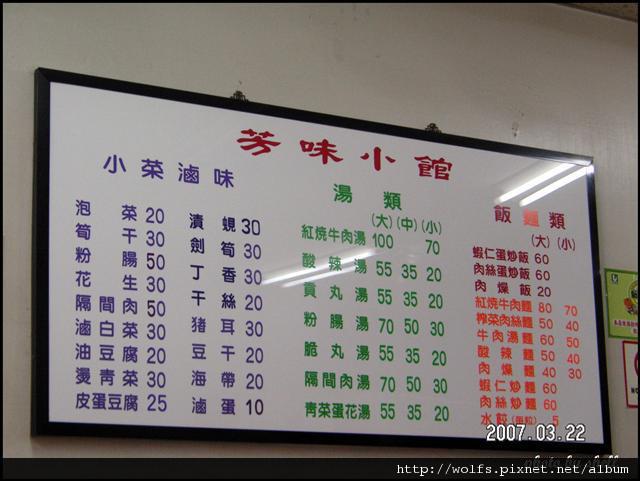 芳味小館
小菜滷味
泡菜 20
筍干 30
粉腸 50
花生 30
隔間肉 50
滷白菜 30
油豆腐 20
燙青菜 30
皮蛋豆腐 25
漬蜆 30
劍筍 30
丁香 30
干絲 20
豬耳 30
豆干 20
海帶 20
滷蛋 10
湯類
(大) (中) (小)
紅燒牛肉湯 100 70
酸辣湯 55 35 20
貢丸湯 55 35 20
粉腸湯 70 50 30
脆丸湯 55 35 20
隔間肉湯 70 50 30
青菜蛋花湯 55 35 20
飯麵類
(大) (小)
蝦仁蛋炒飯 60
肉絲蛋炒飯 60
肉燥飯 20
紅燒牛肉麵 80 70
榨菜肉絲麵 50 40
牛肉湯麵 60 50
酸辣麵 50 40
肉燥麵 40 30
蝦仁炒麵 60
肉絲炒麵 60
水餃 (每粒) 5
2007.03.22
http://wolfs.pixnet.net/album